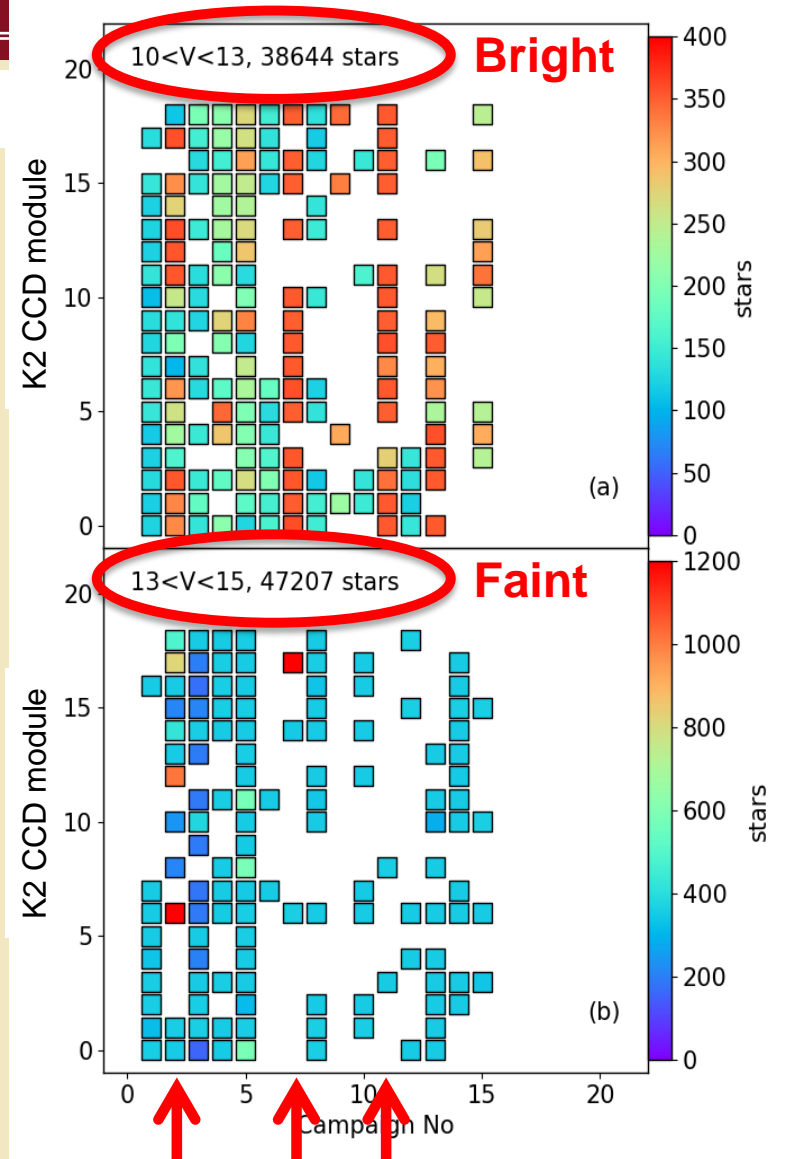 10<V<13, 38644 stars
Bright
20
15
10
5
0
K2 CCD module
(a)
400
350
300
250
200
150
100
50
0
stars
13<V<15, 47207 stars
Faint
20
15
10
5
0
K2 CCD module
(b)
1200
1000
800
600
400
200
0
stars
0 5 10 15 20
Campaign No